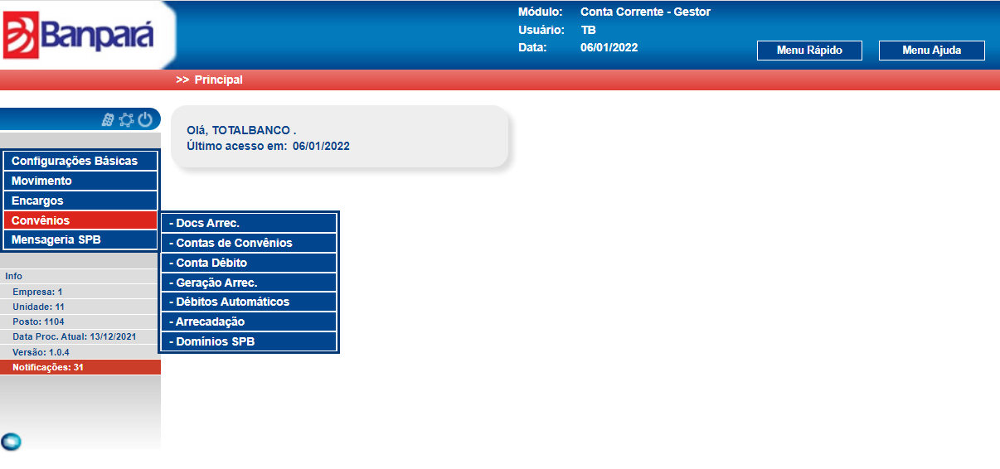 Banpará
Módulo: Conta Corrente - Gestor
Usuário: TB
Data: 06/01/2022
Menu Rápido
Menu Ajuda
>> Principal
Olá, TOTALBANCO .
Último acesso em: 06/01/2022
Configurações Básicas
Movimento
Encargos
Convênios
Mensageria SPB
- Docs Arrec.
- Contas de Convênios
- Conta Débito
- Geração Arrec.
- Débitos Automáticos
- Arrecadação
- Domínios SPB
Info
Empresa: 1
Unidade: 11
Posto: 1104
Data Proc. Atual: 13/12/2021
Versão: 1.0.4
Notificações: 31